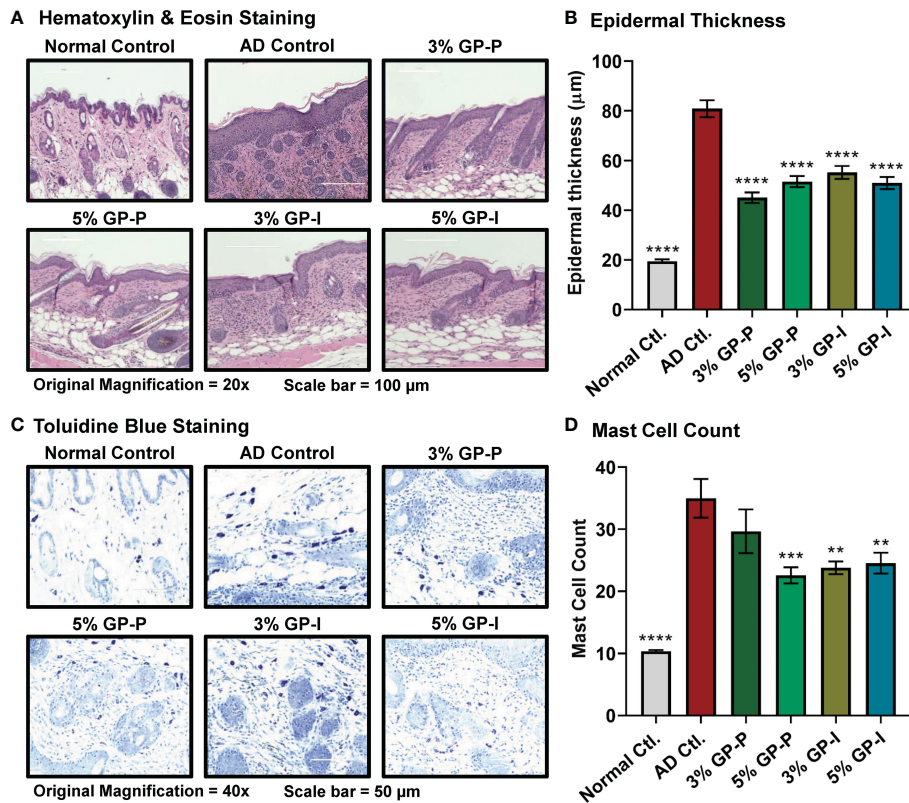 A Hematoxylin & Eosin Staining
Normal Control AD Control 3% GP-P
5% GP-P 3% GP-I 5% GP-I
Original Magnification = 20x Scale bar = 100 µm
B Epidermal Thickness
Epidermal thickness (µm)
100
80
60
40
20
0
**** **** **** **** ****
Normal Ctl. AD Ctl. 3% GP-P 5% GP-P 3% GP-I 5% GP-I
C Toluidine Blue Staining
Normal Control AD Control 3% GP-P
5% GP-P 3% GP-I 5% GP-I
Original Magnification = 40x Scale bar = 50 µm
D Mast Cell Count
Mast Cell Count
40
30
20
10
0
**** *** ** **
Normal Ctl. AD Ctl. 3% GP-P 5% GP-P 3% GP-I 5% GP-I